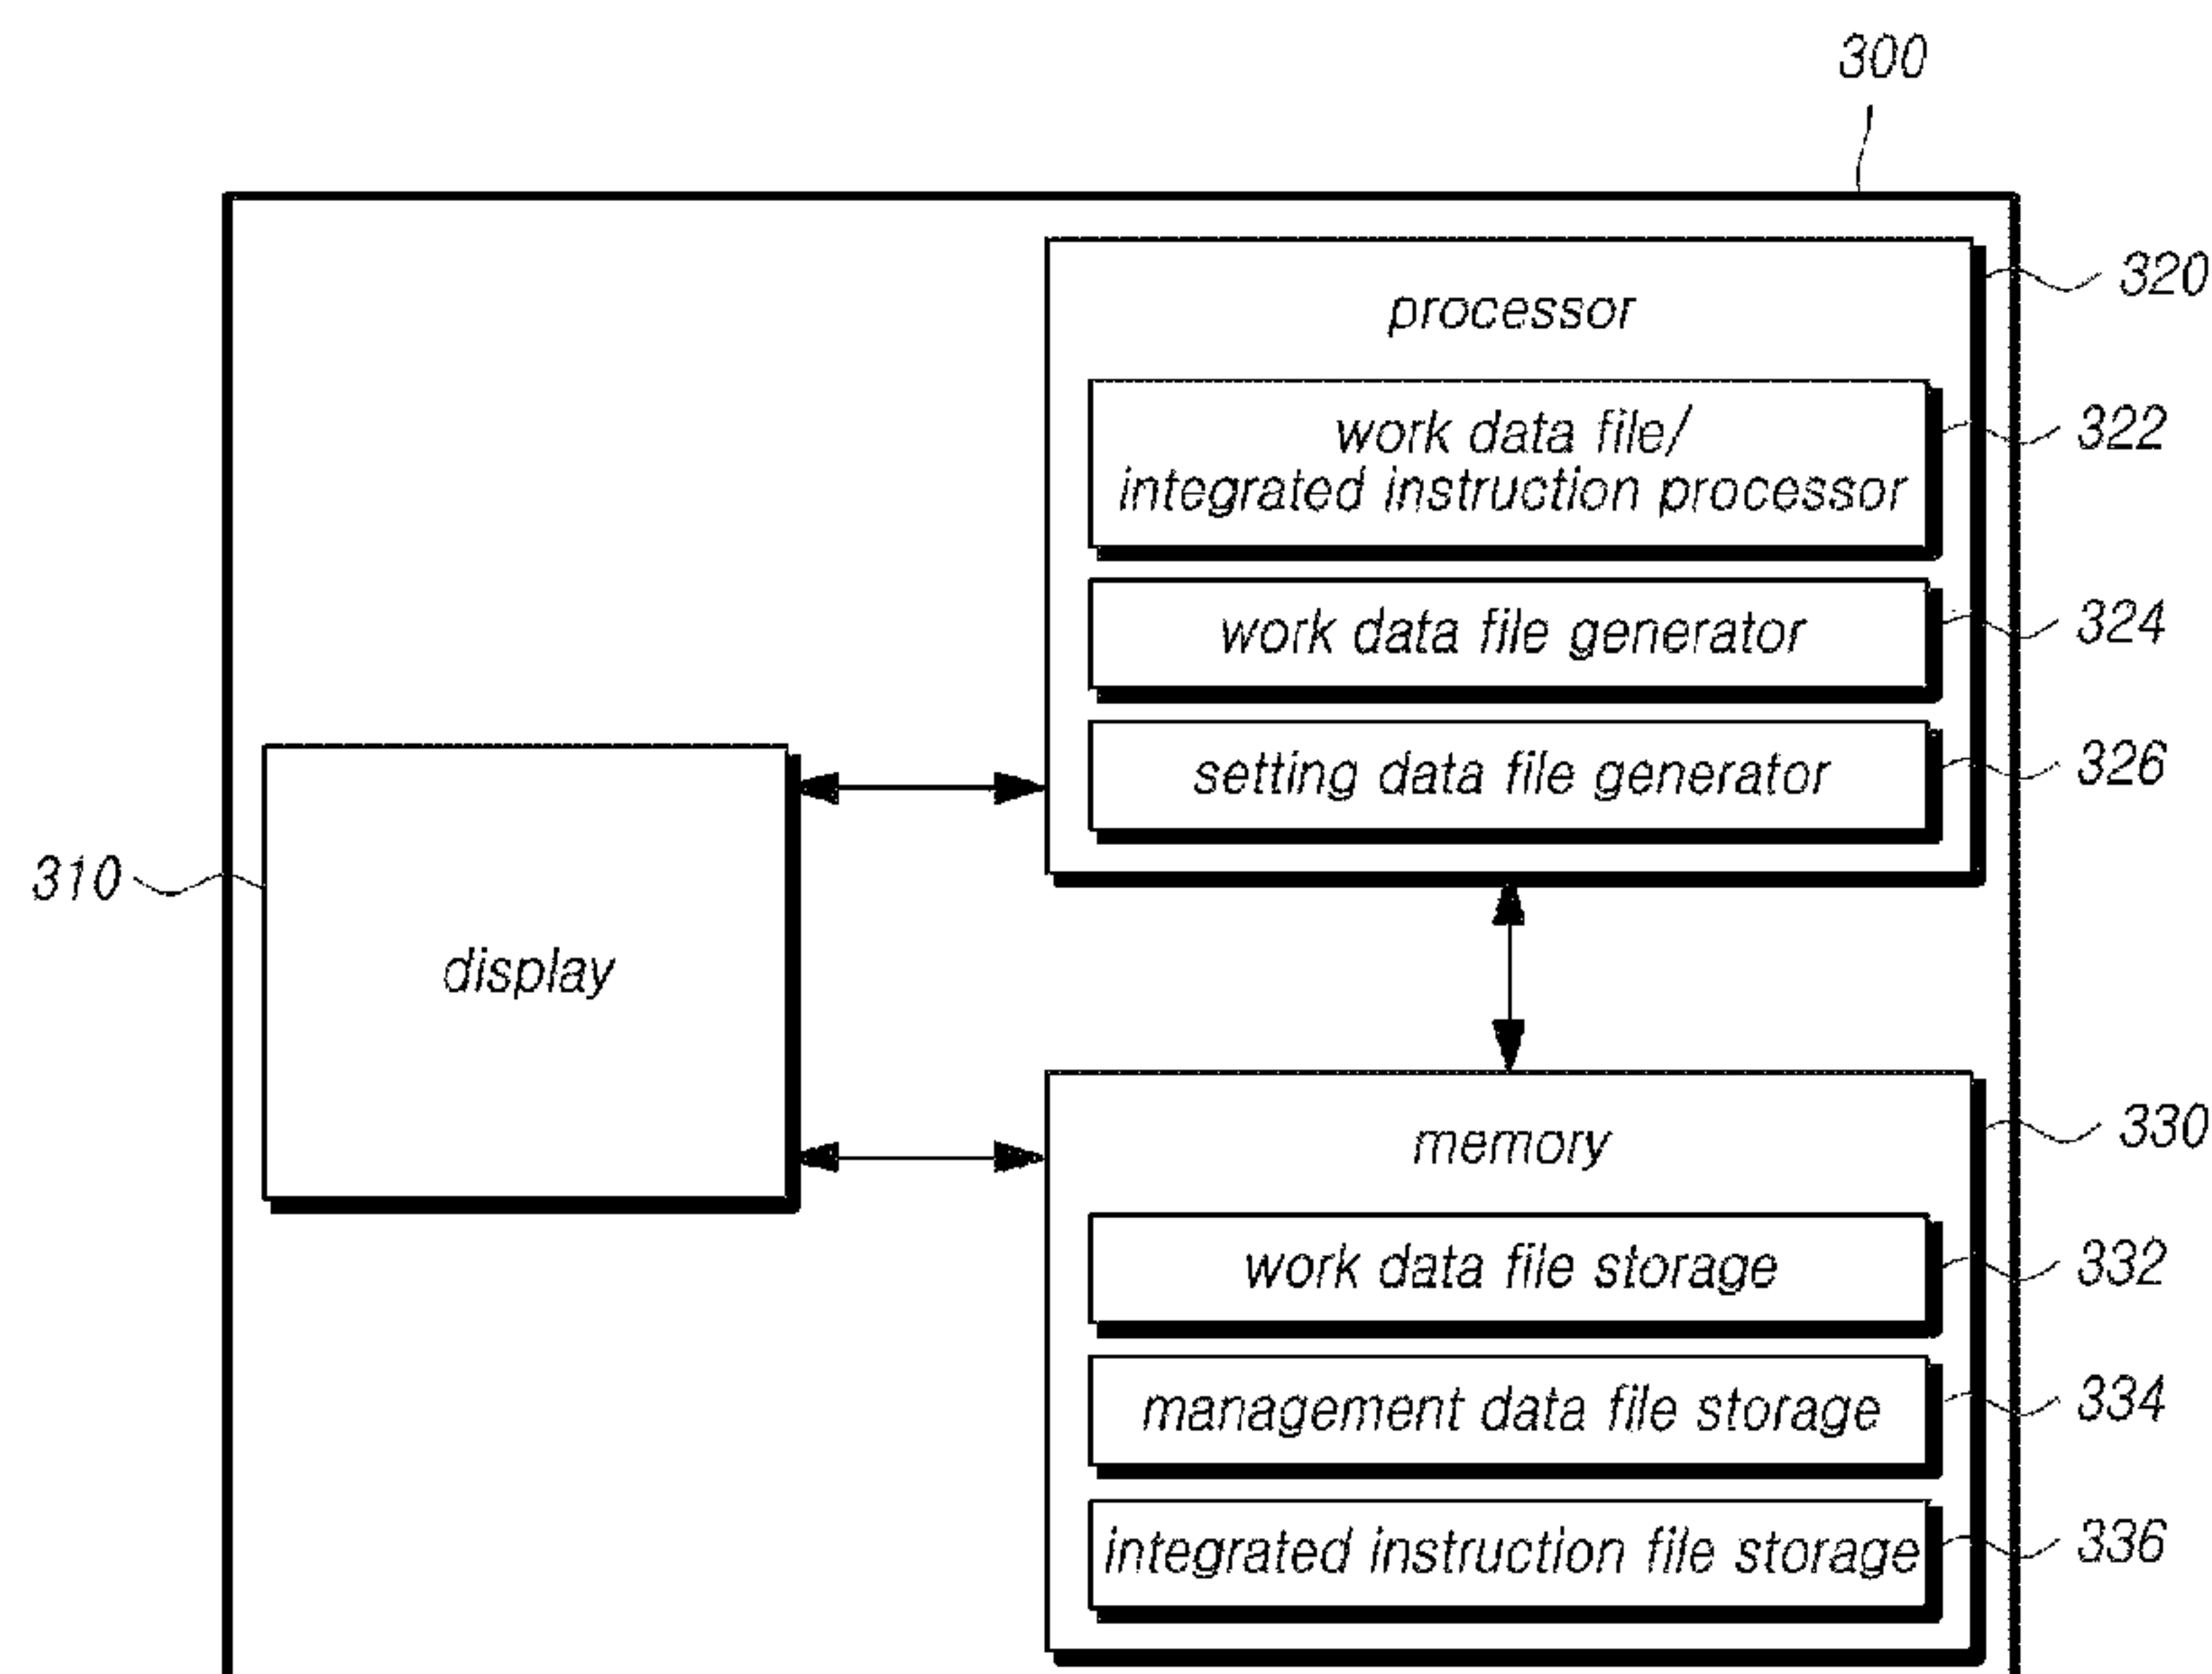 300
processor
320
work data file/
integrated instruction processor
322
work data file generator
324
setting data file generator
326
310
display
memory
330
work data file storage
332
management data file storage
334
integrated instruction file storage
336